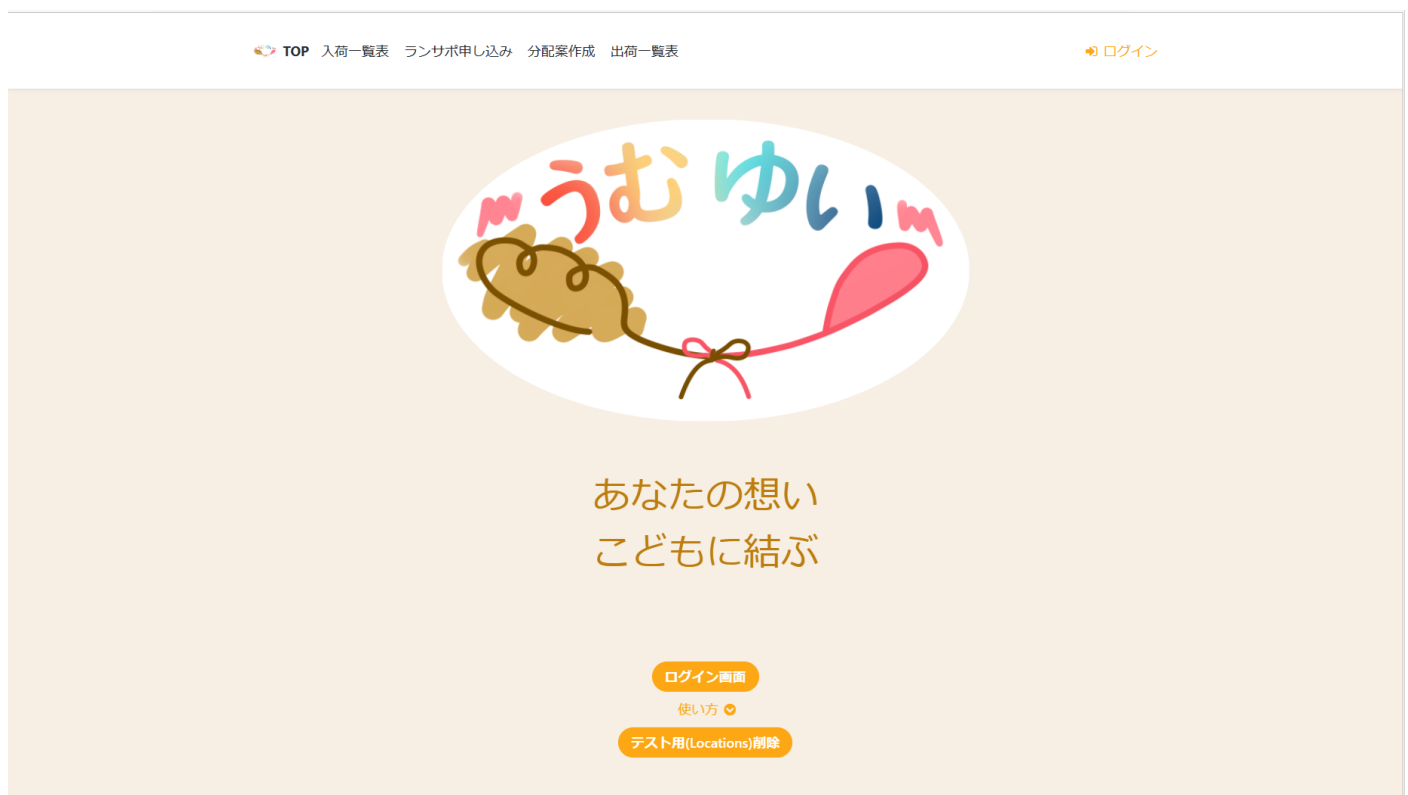 TOP 入荷一覧表 ランサポ申し込み 分配案作成 出荷一覧表 ログイン
うむゆい
あなたの想い
こどもに結ぶ
ログイン画面
使い方
テスト用(Locations)削除